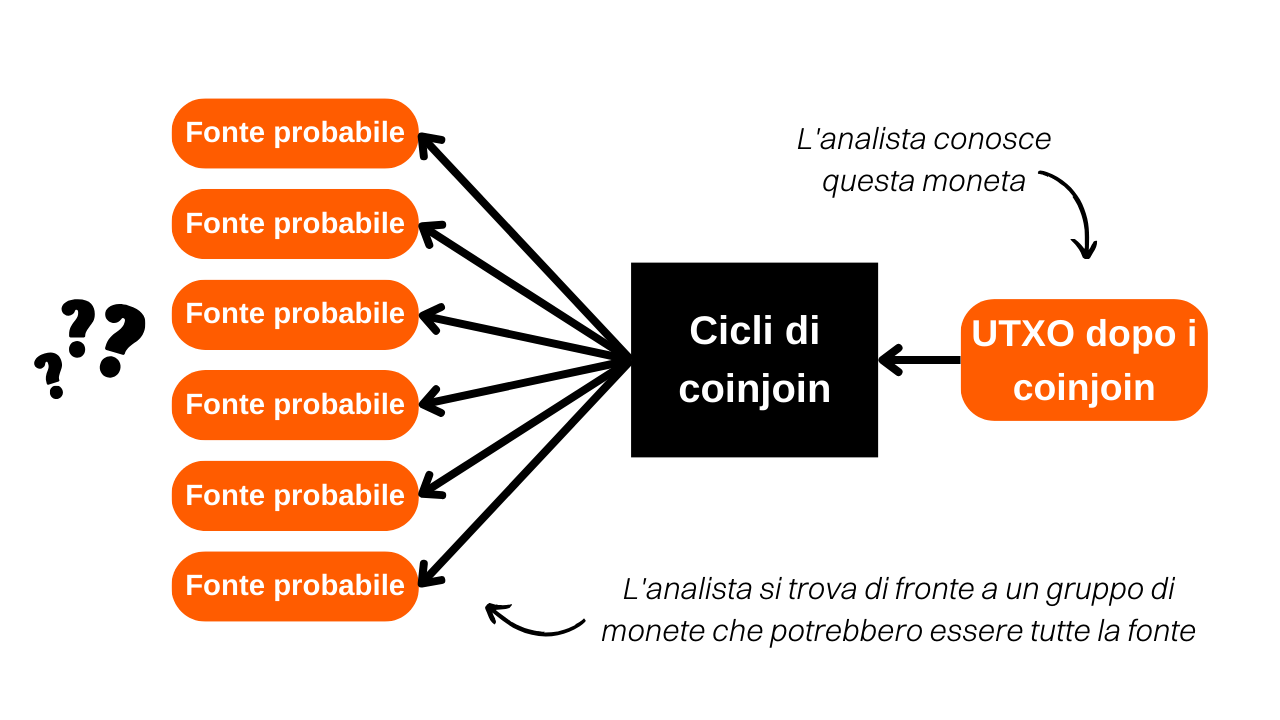 Fonte probabile
Fonte probabile
Fonte probabile
Fonte probabile
Fonte probabile
Fonte probabile
???
Cicli di
coinjoin
L'analista conosce
questa moneta
UTXO dopo i
coinjoin
L'analista si trova di fronte a un gruppo di
monete che potrebbero essere tutte la fonte